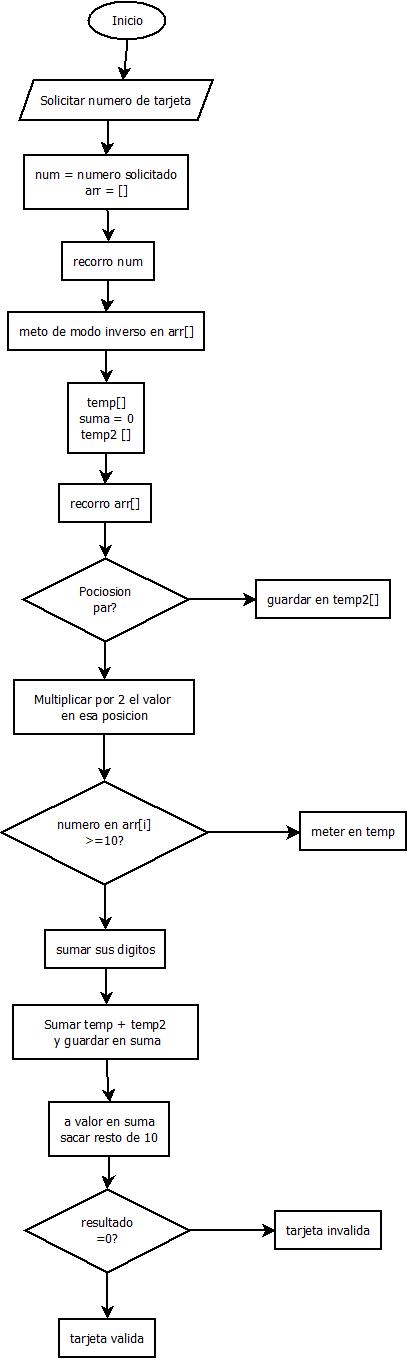 Inicio
Solicitar numero de tarjeta
num = numero solicitado
arr = []
recorro num
meto de modo inverso en arr[]
temp[]
suma = 0
temp2 []
recorro arr[]
Pociosion
par?
guardar en temp2[]
Multiplicar por 2 el valor
en esa posicion
numero en arr[i]
>=10?
meter en temp
sumar sus digitos
Sumar temp + temp2
y guardar en suma
a valor en suma
sacar resto de 10
resultado
=0?
tarjeta invalida
tarjeta valida